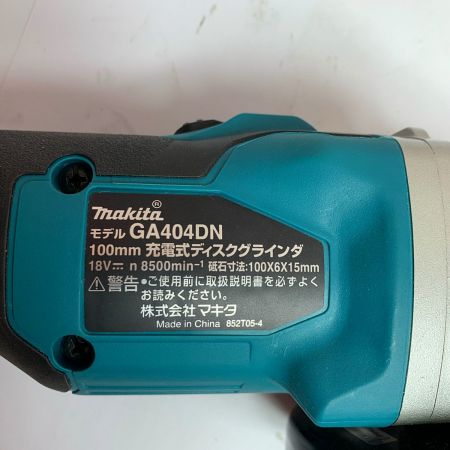 makita
モデル GA404DN
100mm 充電式ディスクグラインダ
18V⎓ n 8500min⁻¹ 砥石寸法:100X6X15mm
⚠警告 ●ご使用前に取扱説明書を必ずよく
お読みください。
株式会社 マキタ
Made in China 852T05-4